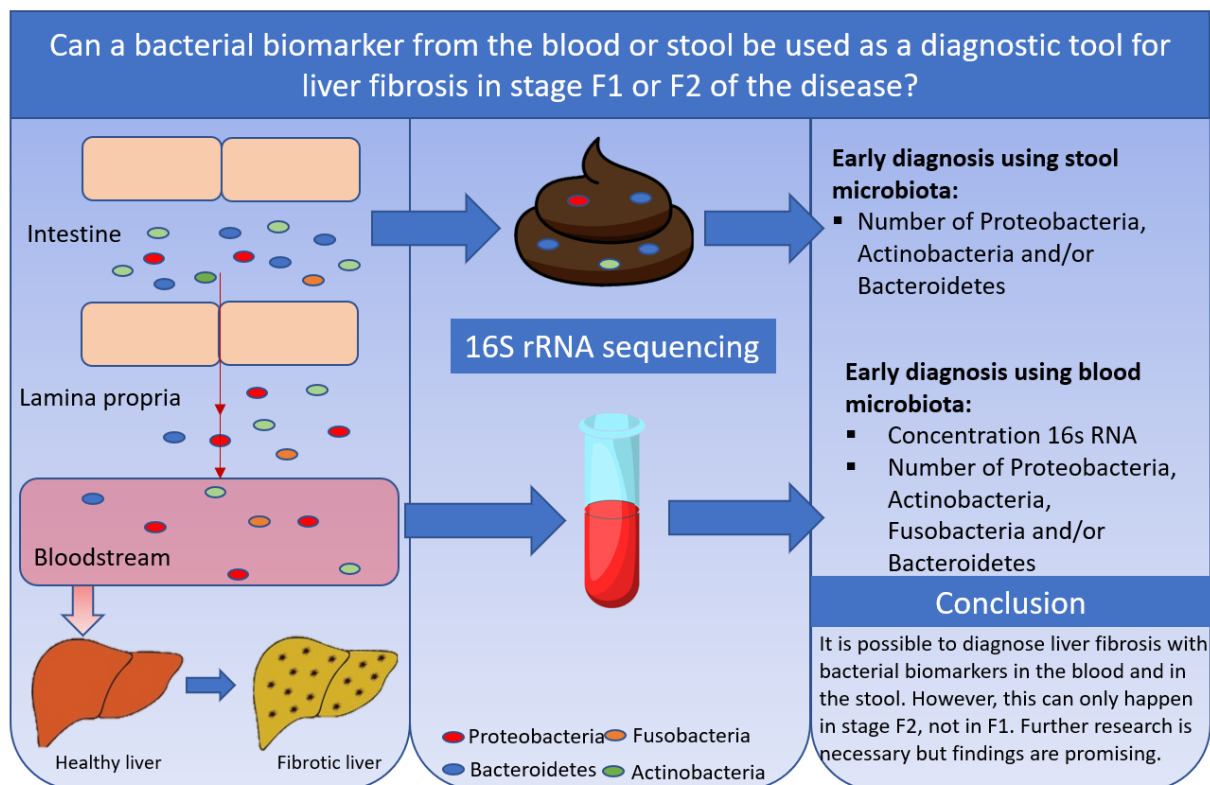 Can a bacterial biomarker from the blood or stool be used as a diagnostic tool for
liver fibrosis in stage F1 or F2 of the disease?
Intestine
Lamina propria
Bloodstream
Healthy liver
Fibrotic liver
16S rRNA sequencing
Proteobacteria
Fusobacteria
Bacteroidetes
Actinobacteria
Early diagnosis using stool
microbiota:
▪ Number of Proteobacteria,
Actinobacteria and/or
Bacteroidetes
Early diagnosis using blood
microbiota:
▪ Concentration 16s RNA
▪ Number of Proteobacteria,
Actinobacteria,
Fusobacteria and/or
Bacteroidetes
Conclusion
It is possible to diagnose liver fibrosis with
bacterial biomarkers in the blood and in
the stool. However, this can only happen
in stage F2, not in F1. Further research is
necessary but findings are promising.